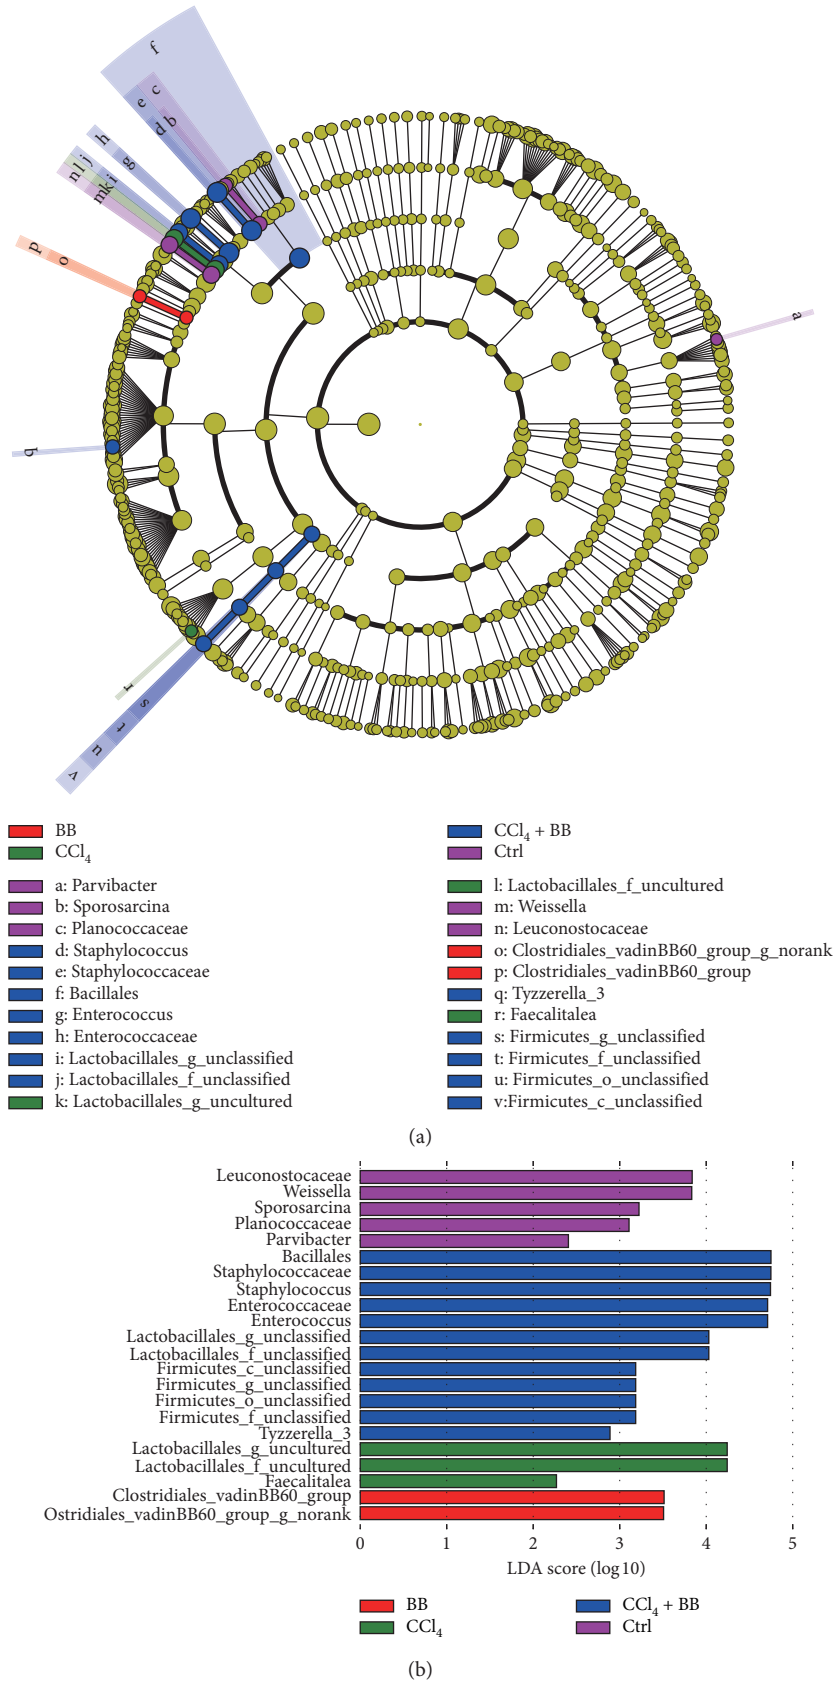 f
c
e
b
d
h
g
j
i
l
n
k
m
p
o
a
q
r
s
t
u
v
BB
CCl4
CCl4 + BB
Ctrl
a: Parvibacter
b: Sporosarcina
c: Planococcaceae
d: Staphylococcus
e: Staphylococcaceae
f: Bacillales
g: Enterococcus
h: Enterococcaceae
i: Lactobacillales_g_unclassified
j: Lactobacillales_f_unclassified
k: Lactobacillales_g_uncultured
l: Lactobacillales_f_uncultured
m: Weissella
n: Leuconostocaceae
o: Clostridiales_vadinBB60_group_g_norank
p: Clostridiales_vadinBB60_group
q: Tyzzerella_3
r: Faecalitalea
s: Firmicutes_g_unclassified
t: Firmicutes_f_unclassified
u: Firmicutes_o_unclassified
v:Firmicutes_c_unclassified
(a)
Leuconostocaceae
Weissella
Sporosarcina
Planococcaceae
Parvibacter
Bacillales
Staphylococcaceae
Staphylococcus
Enterococcaceae
Enterococcus
Lactobacillales_g_unclassified
Lactobacillales_f_unclassified
Firmicutes_c_unclassified
Firmicutes_g_unclassified
Firmicutes_o_unclassified
Firmicutes_f_unclassified
Tyzzerella_3
Lactobacillales_g_uncultured
Lactobacillales_f_uncultured
Faecalitalea
Clostridiales_vadinBB60_group
Ostridiales_vadinBB60_group_g_norank
0 1 2 3 4 5
LDA score (log10)
BB
CCl4
CCl4 + BB
Ctrl
(b)